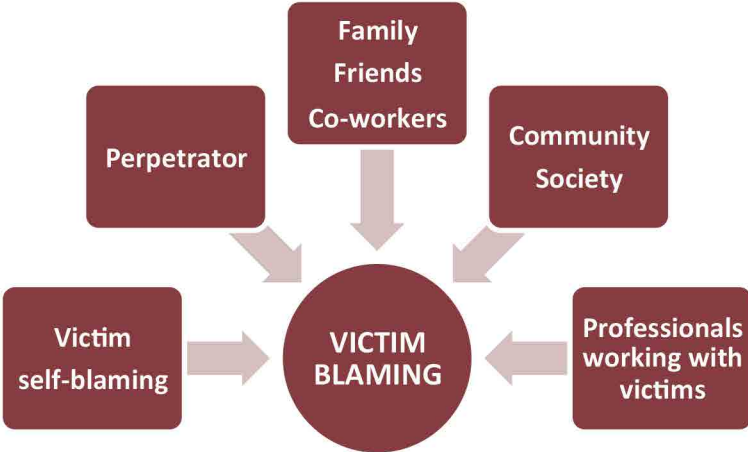 Family
Friends
Co-workers
Perpetrator
Community
Society
Victim
self-blaming
VICTIM
BLAMING
Professionals
working with
victims